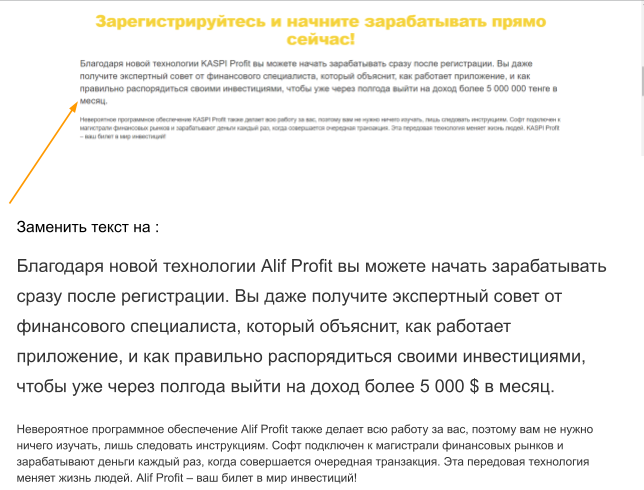 Зарегистрируйтесь и начните зарабатывать прямо
сейчас!
Благодаря новой технологии KASPI Profit вы можете начать зарабатывать сразу после регистрации. Вы даже
получите экспертный совет от финансового специалиста, который объяснит, как работает приложение, и как
правильно распорядиться своими инвестициями, чтобы уже через полгода выйти на доход более 5 000 000 тенге в
месяц.
Невероятное программное обеспечение KASPI Profit также делает всю работу за вас, поэтому вам не нужно ничего изучать, лишь следовать инструкциям. Софт подключен к
магистрали финансовых рынков и зарабатывают деньги каждый раз, когда совершается очередная транзакция. Эта передовая технология меняет жизнь людей. KASPI Profit
– ваш билет в мир инвестиций!
Заменить текст на :
Благодаря новой технологии Alif Profit вы можете начать зарабатывать
сразу после регистрации. Вы даже получите экспертный совет от
финансового специалиста, который объяснит, как работает
приложение, и как правильно распорядиться своими инвестициями,
чтобы уже через полгода выйти на доход более 5 000 $ в месяц.
Невероятное программное обеспечение Alif Profit также делает всю работу за вас, поэтому вам не нужно
ничего изучать, лишь следовать инструкциям. Софт подключен к магистрали финансовых рынков и
зарабатывают деньги каждый раз, когда совершается очередная транзакция. Эта передовая технология
меняет жизнь людей. Alif Profit – ваш билет в мир инвестиций!